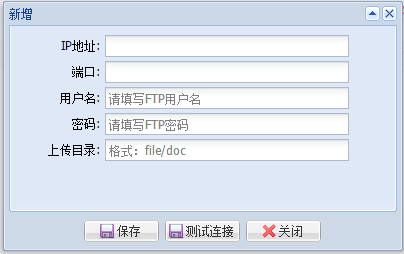 新增
IP地址:
端口:
用户名: 请填写FTP用户名
密码: 请填写FTP密码
上传目录: 格式：file/doc
保存 测试连接 关闭